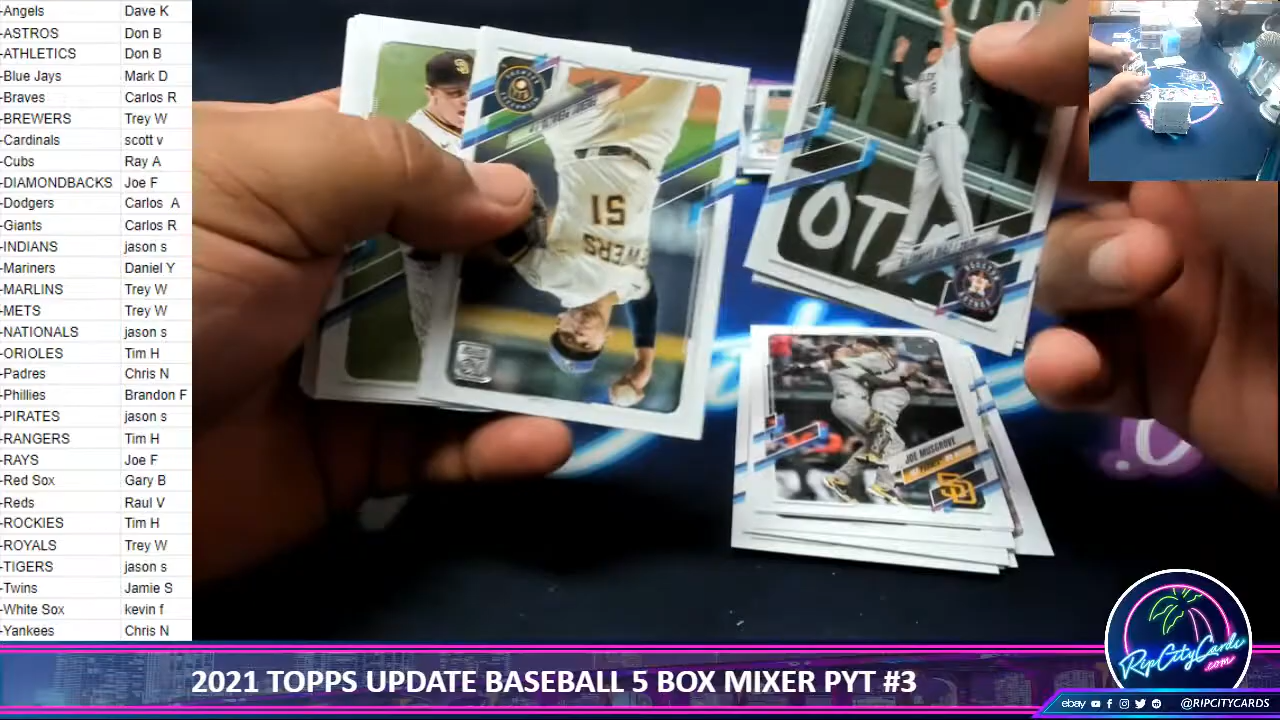 -Angels Dave K
-ASTROS Don B
-ATHLETICS Don B
-Blue Jays Mark D
-Braves Carlos R
-BREWERS Trey W
-Cardinals scott v
-Cubs Ray A
-DIAMONDBACKS Joe F
-Dodgers Carlos A
-Giants Carlos R
-INDIANS jason s
-Mariners Daniel Y
-MARLINS Trey W
-METS Trey W
-NATIONALS jason s
-ORIOLES Tim H
-Padres Chris N
-Phillies Brandon F
-PIRATES jason s
-RANGERS Tim H
-RAYS Joe F
-Red Sox Gary B
-Reds Raul V
-ROCKIES Tim H
-ROYALS Trey W
-TIGERS jason s
-Twins Jamie S
-White Sox kevin f
-Yankees Chris N
51
OT
JOE MUSGROVE
SD
2021 TOPPS UPDATE BASEBALL 5 BOX MIXER PYT #3
RipCityCards
.com
ebay
@RIPCITYCARDS